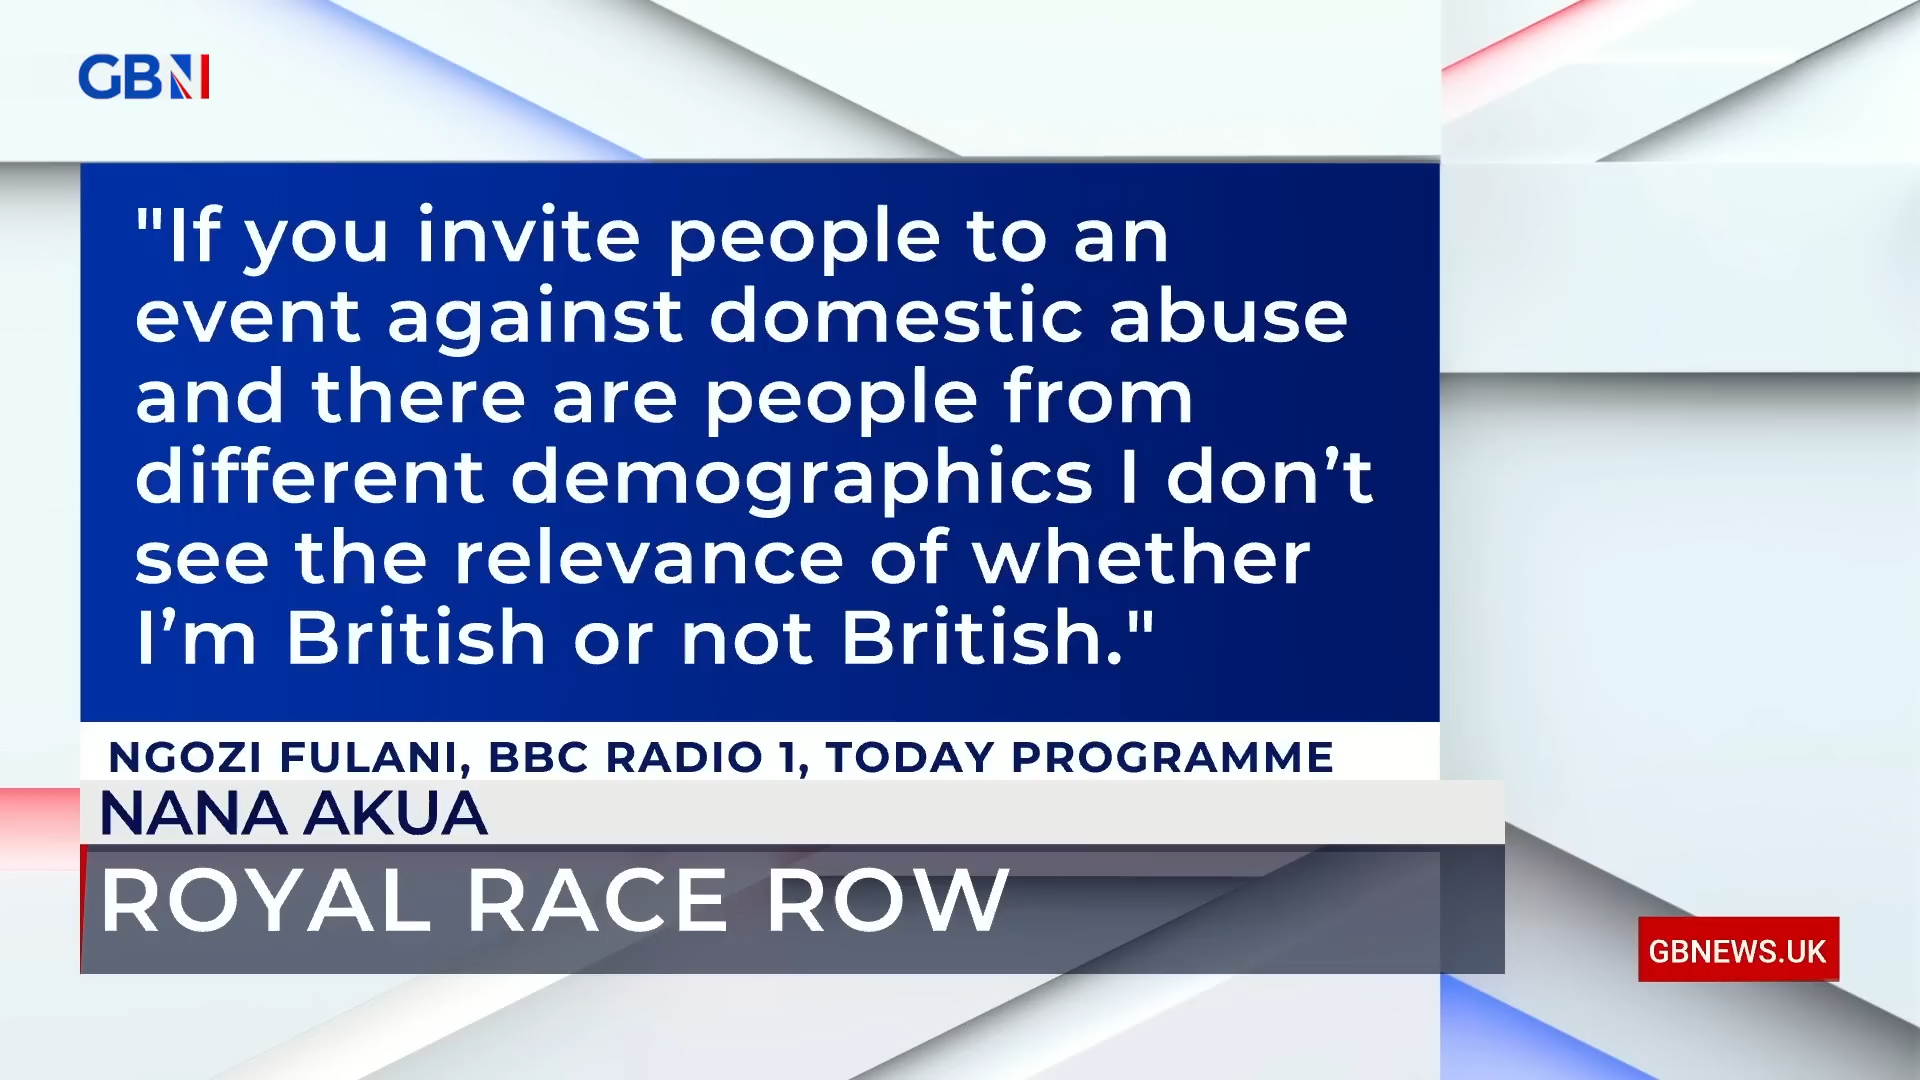 GBN
"If you invite people to an
event against domestic abuse
and there are people from
different demographics I don’t
see the relevance of whether
I’m British or not British."
NGOZI FULANI, BBC RADIO 1, TODAY PROGRAMME
NANA AKUA
ROYAL RACE ROW
GBNEWS.UK